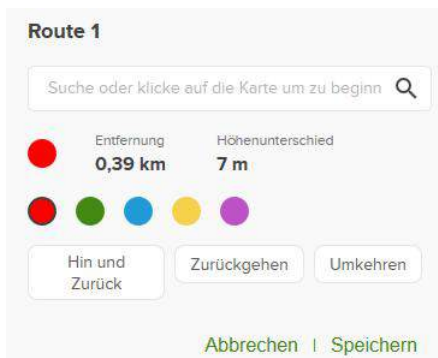 Route 1
Suche oder klicke auf die Karte um zu beginn
Entfernung Höhenunterschied
0,39 km 7 m
Hin und
Zurück
Zurückgehen
Umkehren
Abbrechen | Speichern